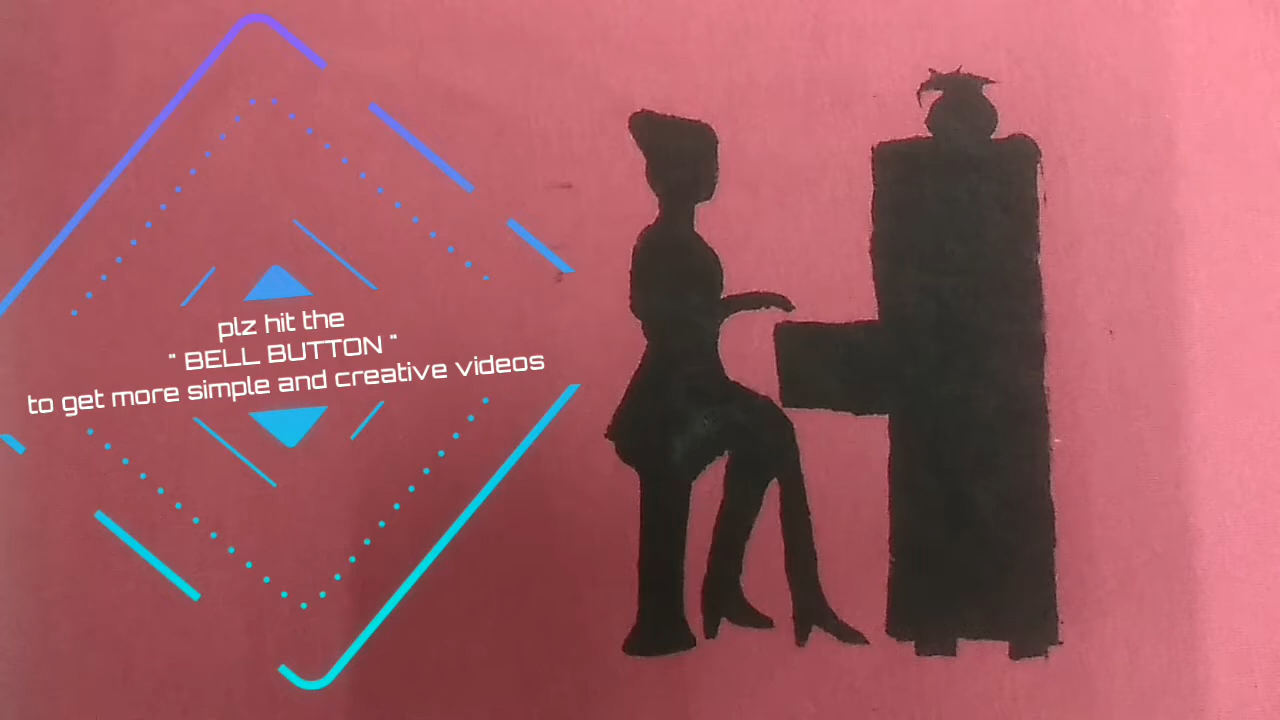 plz hit the
" BELL BUTTON "
to get more simple and creative videos